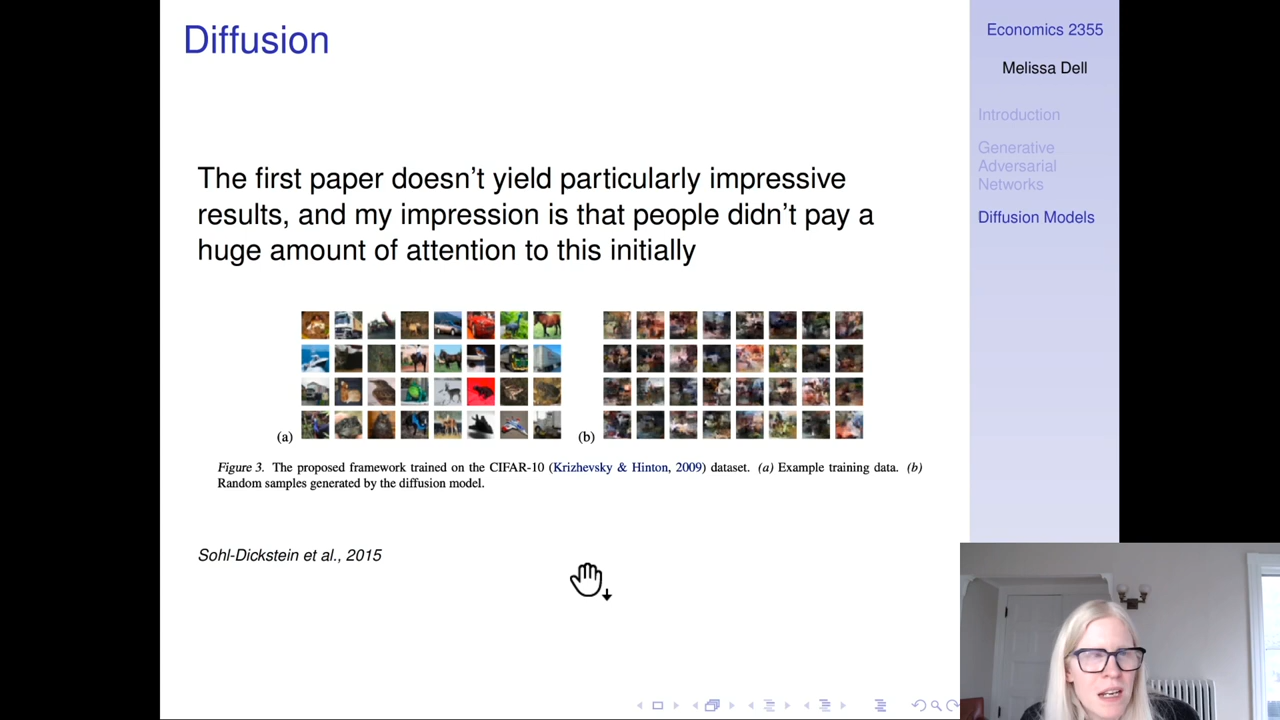 Diffusion
The first paper doesn't yield particularly impressive
results, and my impression is that people didn't pay a
huge amount of attention to this initially
(a)
(b)
Figure 3. The proposed framework trained on the CIFAR-10 (Krizhevsky & Hinton, 2009) dataset. (a) Example training data. (b)
Random samples generated by the diffusion model.
Sohl-Dickstein et al., 2015
Economics 2355
Melissa Dell
Introduction
Generative
Adversarial
Networks
Diffusion Models